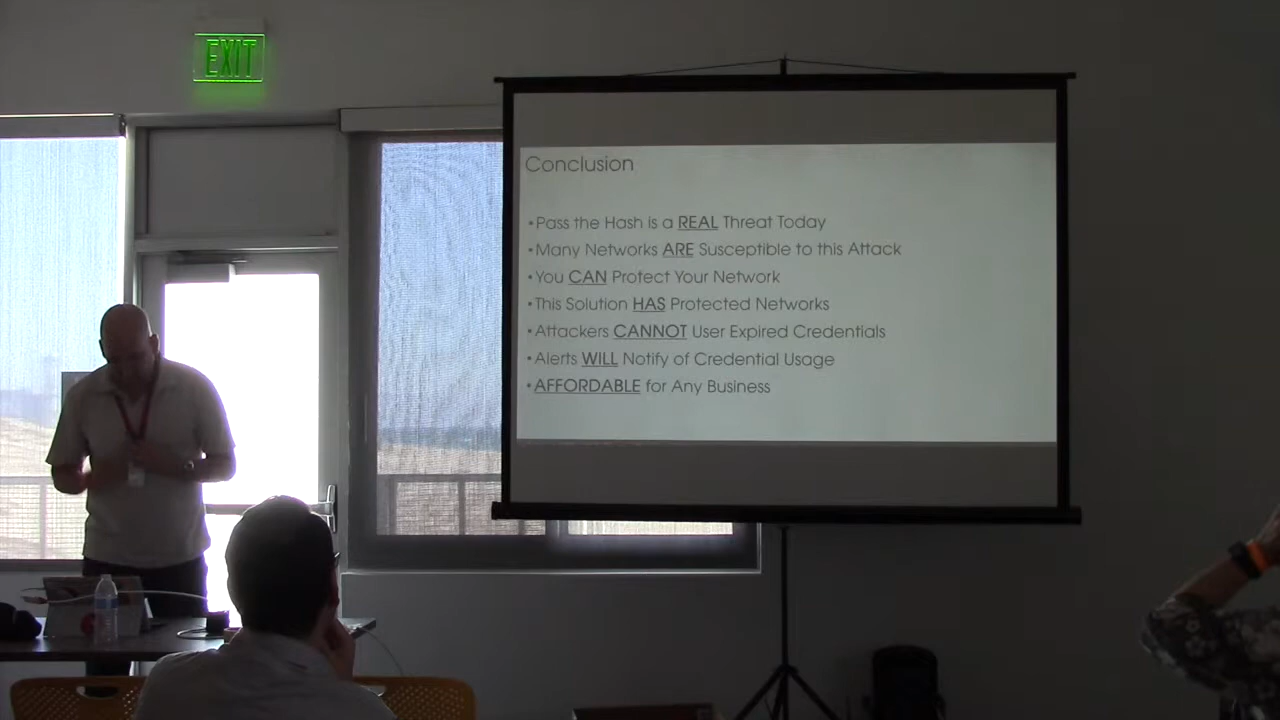 EXIT
Conclusion
•Pass the Hash is a REAL Threat Today
•Many Networks ARE Susceptible to this Attack
•You CAN Protect Your Network
•This Solution HAS Protected Networks
•Attackers CANNOT User Expired Credentials
•Alerts WILL Notify of Credential Usage
•AFFORDABLE for Any Business